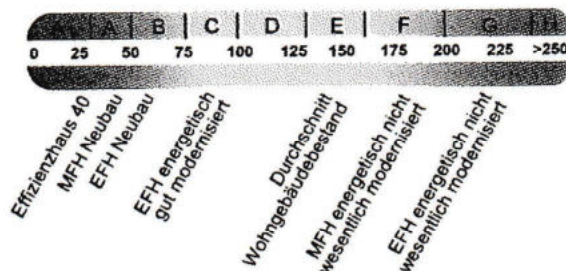 A+ A B C D E F G H
0 25 50 75 100 125 150 175 200 225 >250
Effizienzhaus 40
MFH Neubau
EFH Neubau
EFH energetisch
gut modernisiert
Durchschnitt
Wohngebäudebestand
MFH energetisch nicht
wesentlich modernisiert
EFH energetisch nicht
wesentlich modernisiert